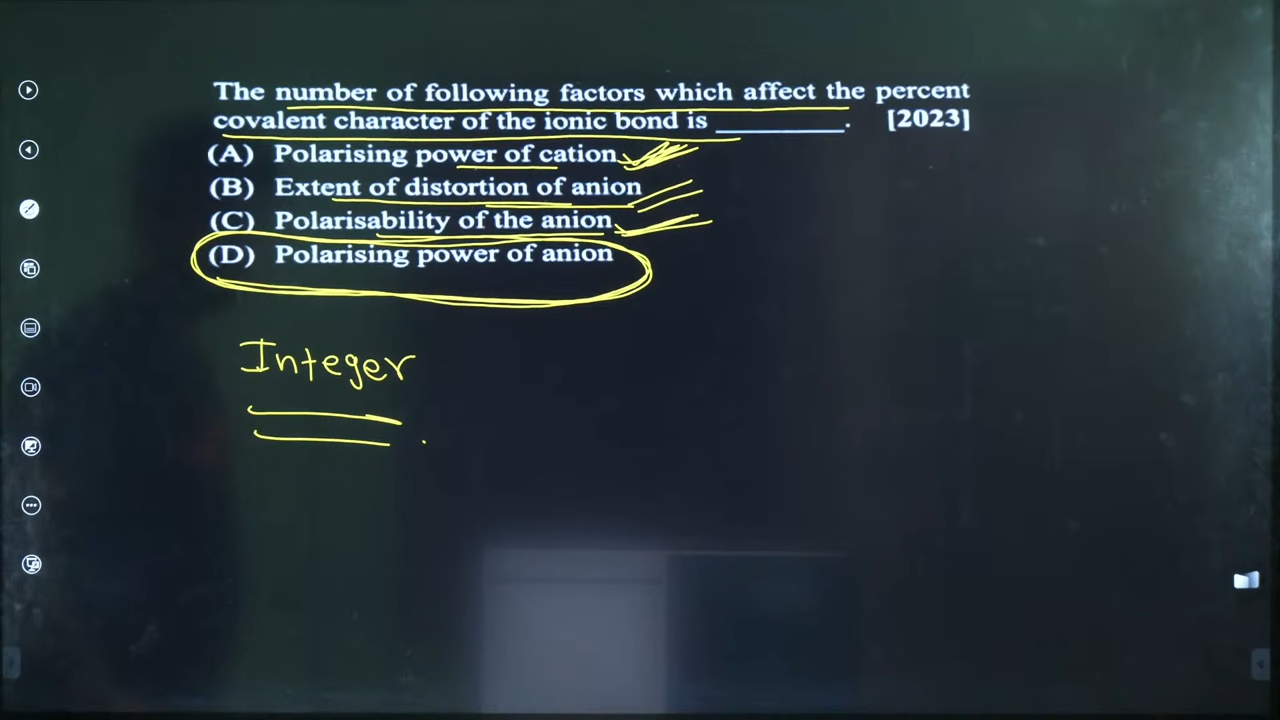 The number of following factors which affect the percent
covalent character of the ionic bond is ________. [2023]
(A) Polarising power of cation
(B) Extent of distortion of anion
(C) Polarisability of the anion
(D) Polarising power of anion
Integer